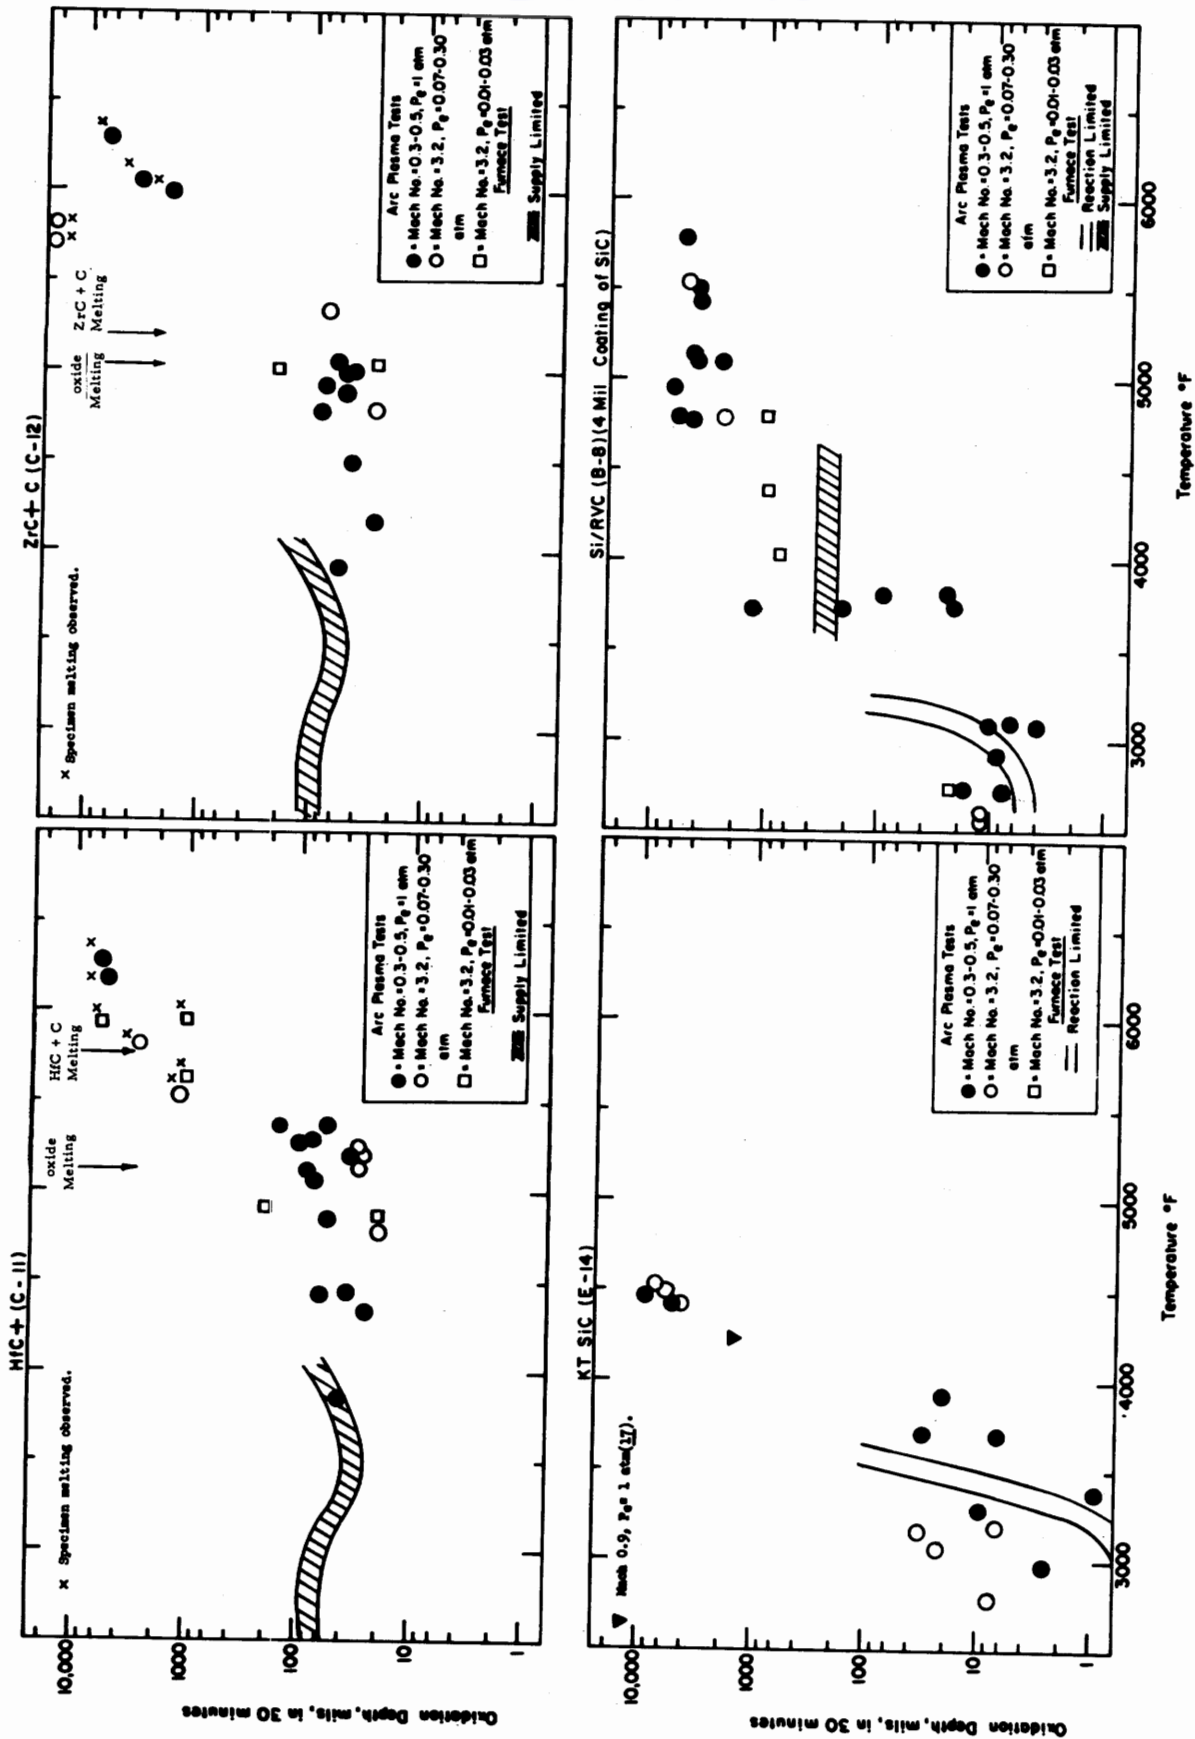 HfC+ (C-11)
x Specimen melting observed.
oxide
Melting
HfC + C
Melting
Arc Plasma Tests
● = Mach No.=0.3-0.5, Pe=1 atm
○ = Mach No.=3.2, Pe=0.07-0.30
atm
□ = Mach No.=3.2, Pe=0.01-0.03 atm
Furnace Test
Supply Limited
Oxidation Depth, mils, in 30 minutes
10,000
1000
100
10
1
ZrC+ C (C-12)
x Specimen melting observed.
oxide
Melting
ZrC + C
Melting
Arc Plasma Tests
● = Mach No.=0.3-0.5, Pe=1 atm
○ = Mach No.=3.2, Pe=0.07-0.30
atm
□ = Mach No.=3.2, Pe=0.01-0.03 atm
Furnace Test
Supply Limited
KT SiC (E-14)
▼ Mach 0.9, Pe= 1 atm(17).
Arc Plasma Tests
● = Mach No.=0.3-0.5, Pe=1 atm
○ = Mach No.=3.2, Pe=0.07-0.30
atm
□ = Mach No.=3.2, Pe=0.01-0.03 atm
Furnace Test
Reaction Limited
Oxidation Depth, mils, in 30 minutes
10,000
1000
100
10
1
3000
4000
5000
6000
Temperature °F
Si/RVC (B-8)(4 Mil Coating of SiC)
Arc Plasma Tests
● = Mach No.=0.3-0.5, Pe=1 atm
○ = Mach No.=3.2, Pe=0.07-0.30
atm
□ = Mach No.=3.2, Pe=0.01-0.03 atm
Furnace Test
Reaction Limited
Supply Limited
3000
4000
5000
6000
Temperature °F